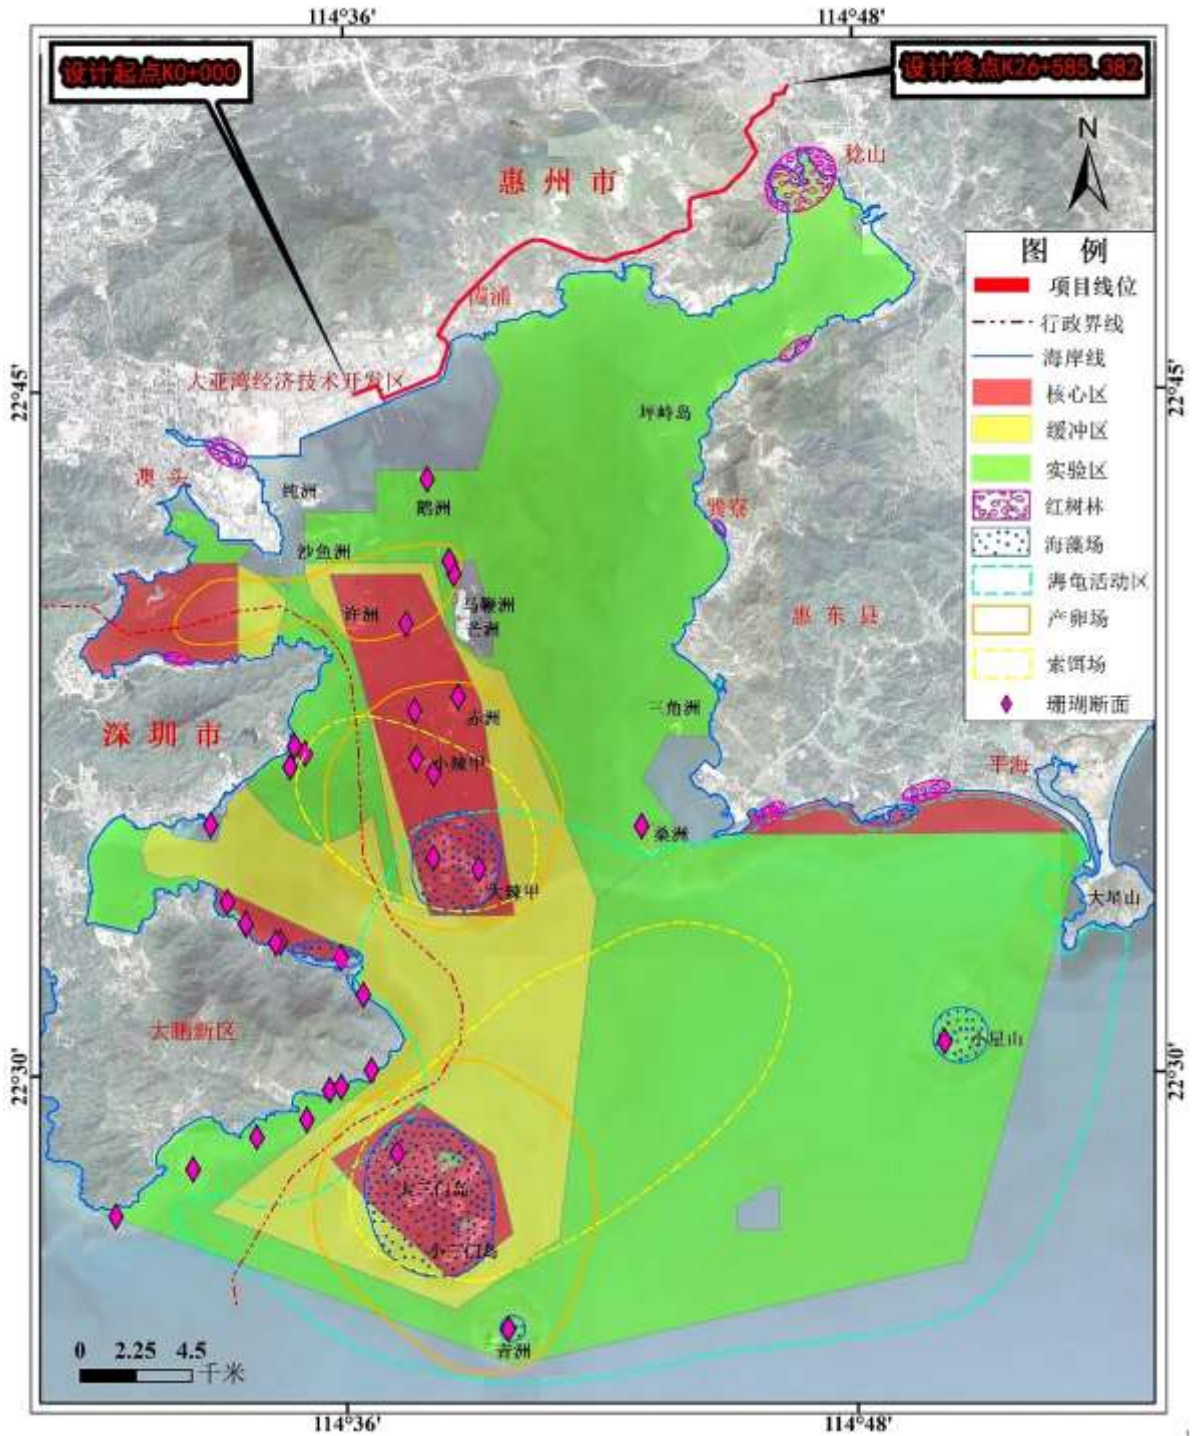 114°36'
114°48'
设计起点K0+000
设计终点K26+585.382
N
稔山
惠州市
图 例
项目线位
行政界线
海岸线
核心区
缓冲区
实验区
红树林
海藻场
海龟活动区
产卵场
索饵场
珊瑚断面
霞浦
大亚湾经济技术开发区
22°45'
22°45'
坪峙岛
澳头
纯洲
鹅洲
巽寮
沙鱼洲
许洲
马鞭洲
芒洲
惠东县
深圳市
赤洲
三角洲
小辣甲
平海
桑洲
大辣甲
大星山
大鹏新区
小星山
22°30'
22°30'
大三门岛
小三门岛
青洲
0 2.25 4.5
千米
114°36'
114°48'